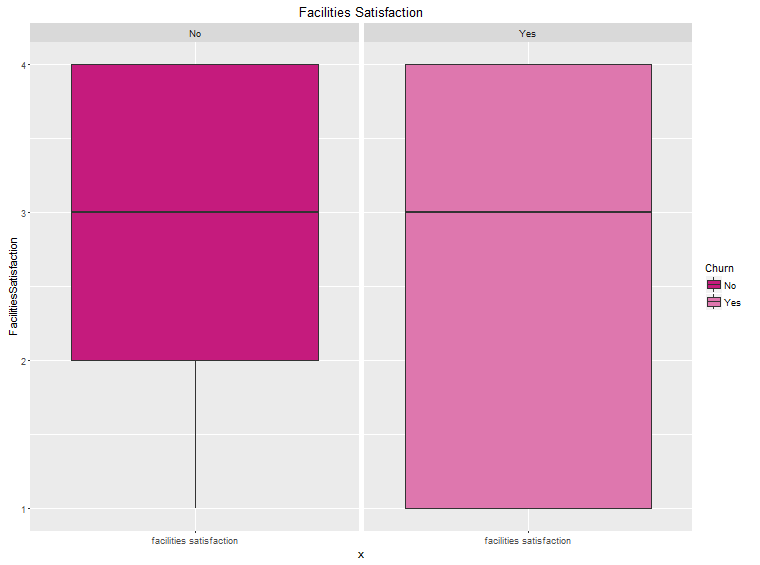 Facilities Satisfaction
No
Yes
4
3
2
1
FacilitiesSatisfaction
facilities satisfaction
facilities satisfaction
x
Churn
No
Yes